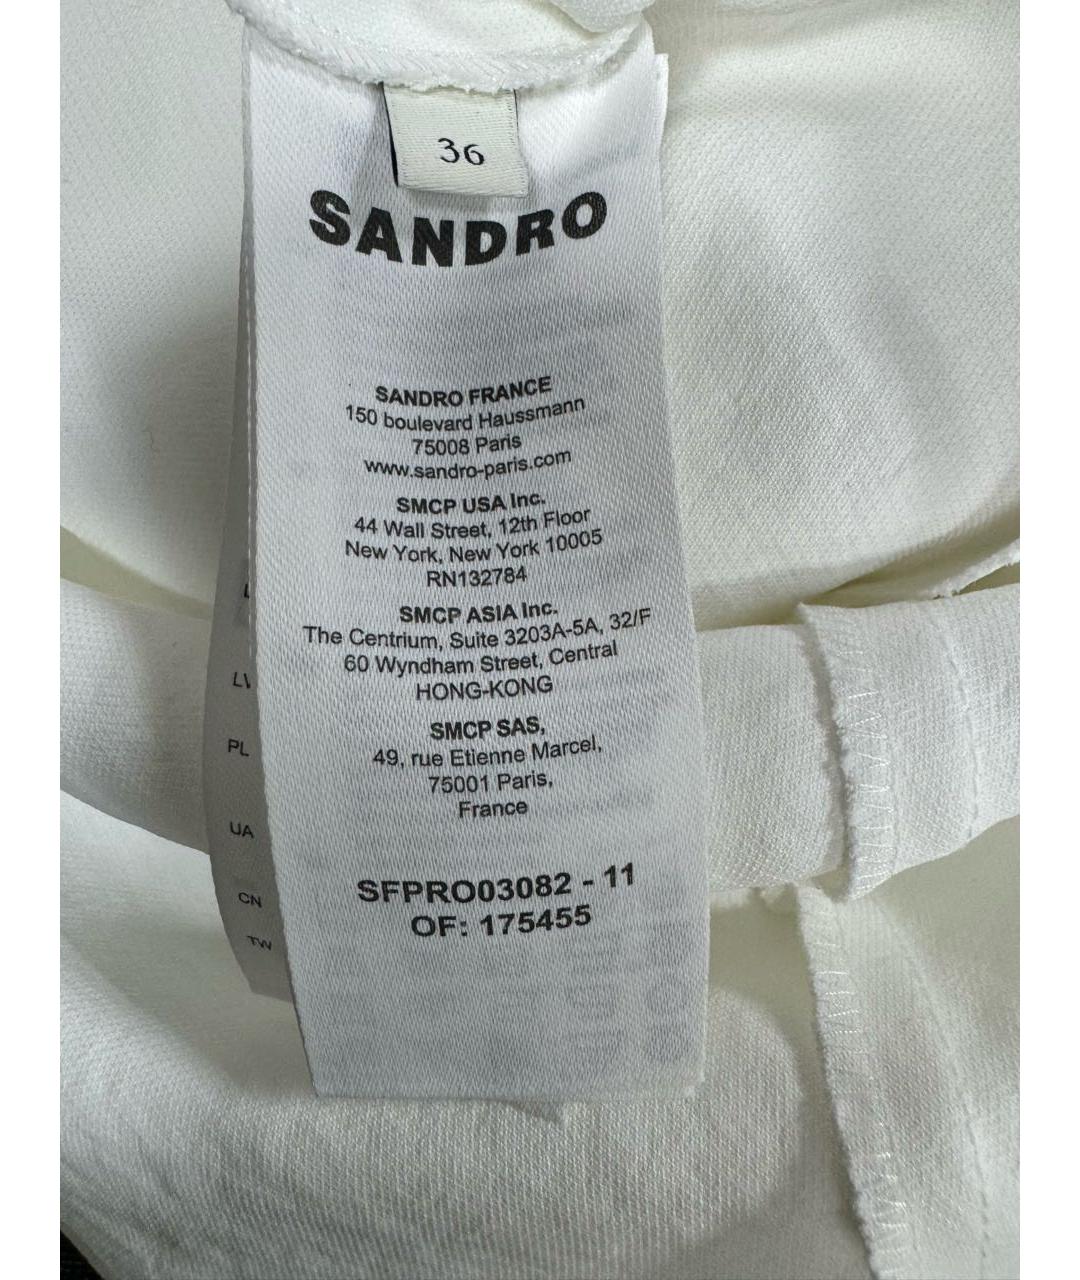 36
SANDRO
SANDRO FRANCE
150 boulevard Haussmann
75008 Paris
www.sandro-paris.com
SMCP USA Inc.
44 Wall Street, 12th Floor
New York, New York 10005
RN132784
SMCP ASIA Inc.
The Centrium, Suite 3203A-5A, 32/F
60 Wyndham Street, Central
HONG-KONG
SMCP SAS,
49, rue Etienne Marcel,
75001 Paris,
France
SFPRO03082 - 11
OF: 175455
LV
PL
UA
CN
TW